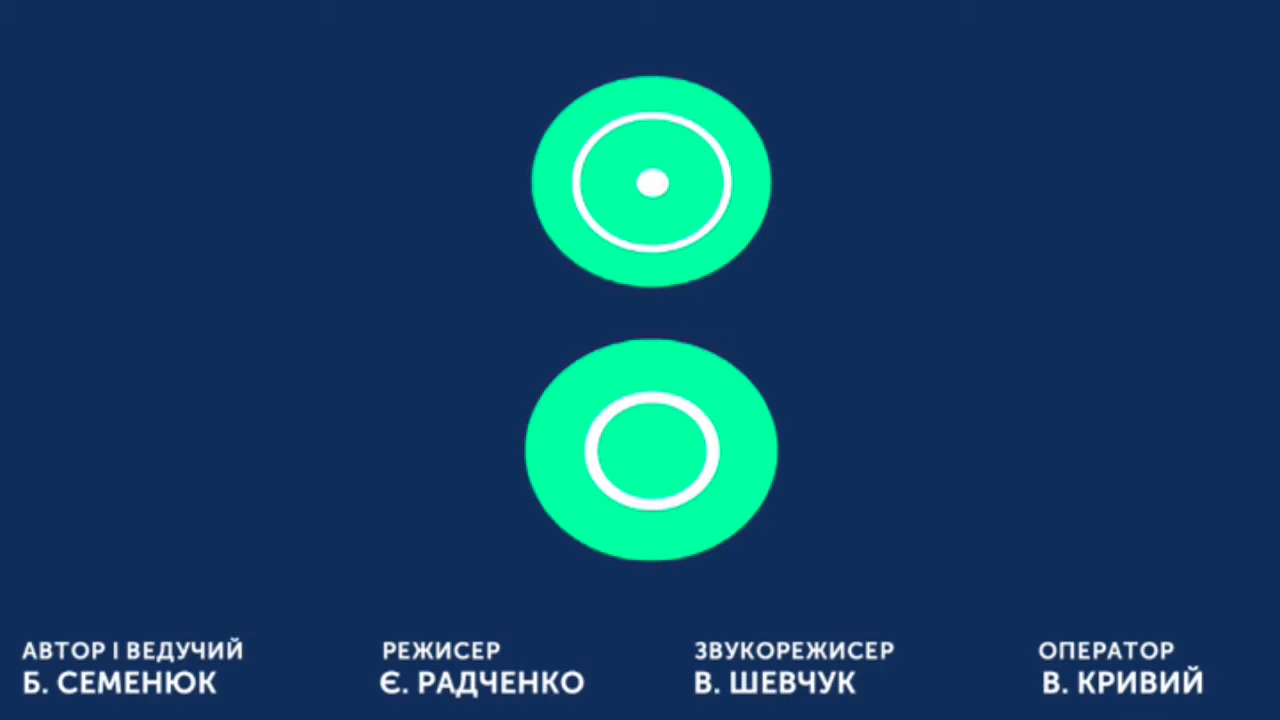 АВТОР І ВЕДУЧИЙ
Б. СЕМЕНЮК
РЕЖИСЕР
Є. РАДЧЕНКО
ЗВУКОРЕЖИСЕР
В. ШЕВЧУК
ОПЕРАТОР
В. КРИВИЙ